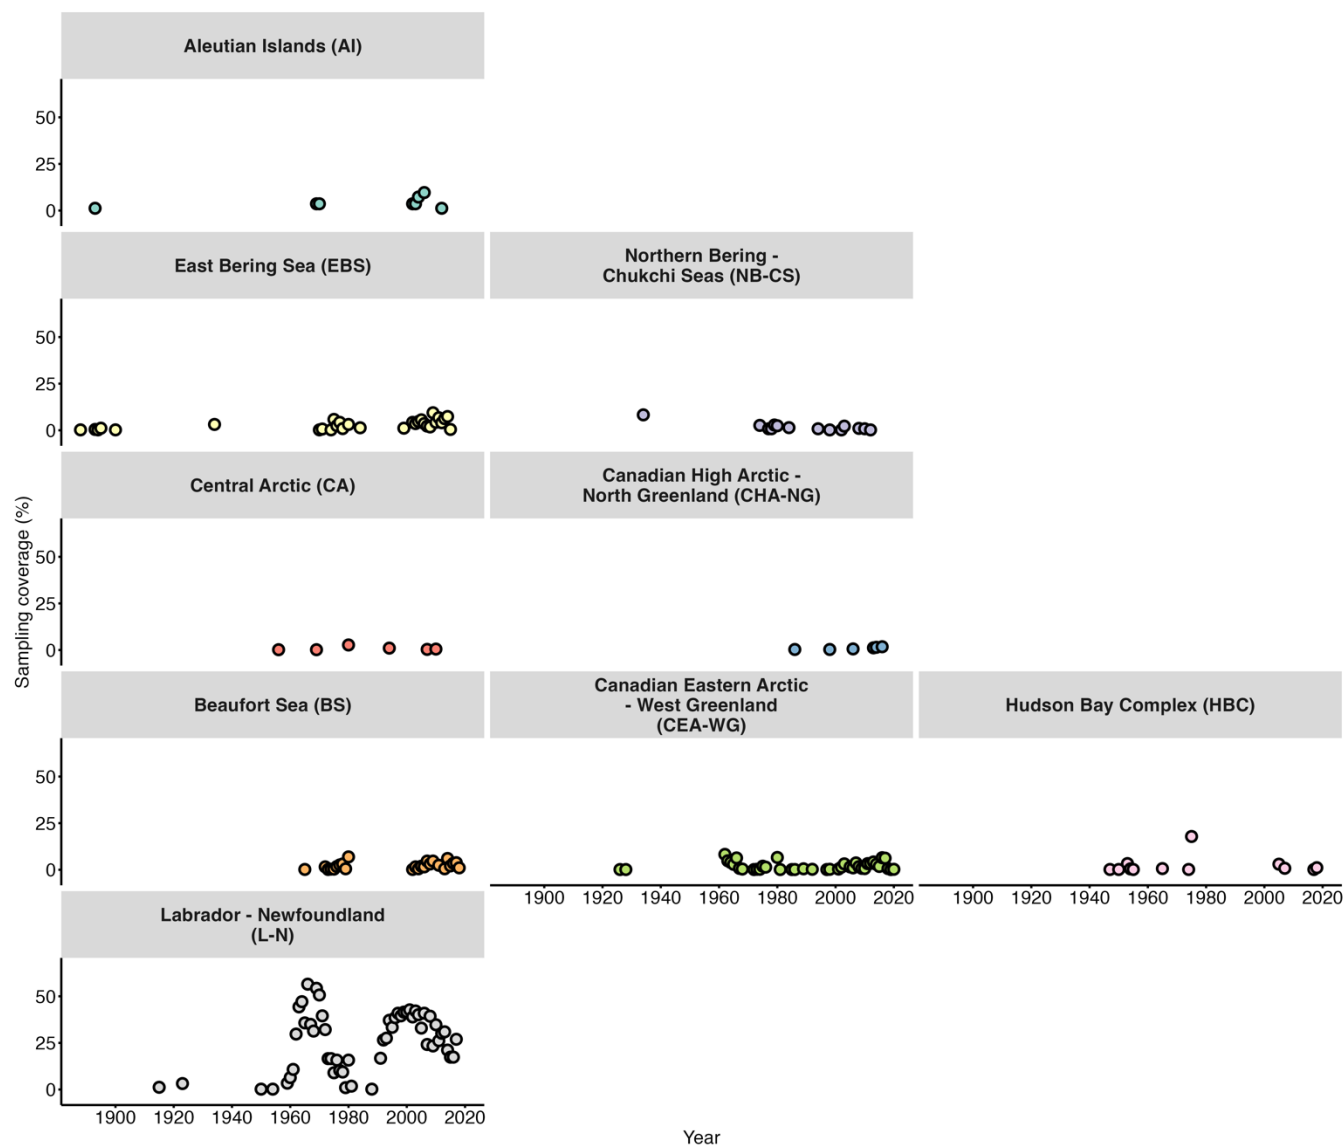 Aleutian Islands (AI)
50
25
0
East Bering Sea (EBS)
Northern Bering -
Chukchi Seas (NB-CS)
50
25
0
Central Arctic (CA)
Canadian High Arctic -
North Greenland (CHA-NG)
Sampling coverage (%)
50
25
0
Beaufort Sea (BS)
Canadian Eastern Arctic
- West Greenland
(CEA-WG)
Hudson Bay Complex (HBC)
50
25
0
1900 1920 1940 1960 1980 2000 2020
1900 1920 1940 1960 1980 2000 2020
Labrador - Newfoundland
(L-N)
50
25
0
1900 1920 1940 1960 1980 2000 2020
Year